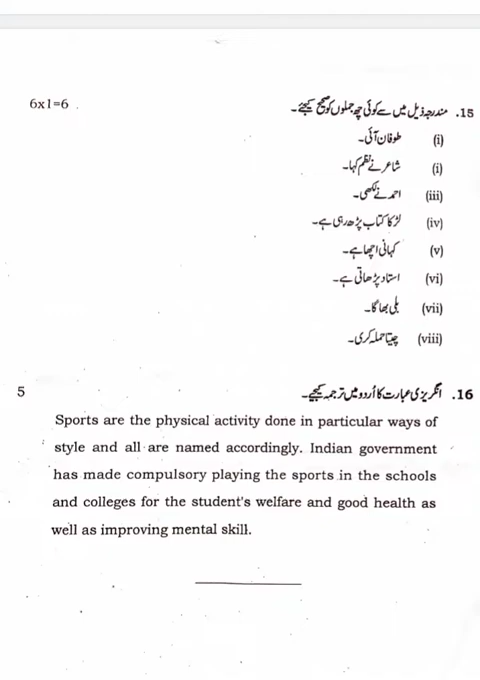 15. مندرجہ ذیل میں سے کوئی چھ جملوں کو صحیح کیجئے۔ 6x1=6
(i) طوفان آئی۔
(i) شاعر نے نظم کہا۔
(iii) احمد نے لکھی۔
(iv) لڑکا کتاب پڑھ رہی ہے۔
(v) کہانی اچھا ہے۔
(vi) استاد پڑھاتی ہے۔
(vii) بلی بھاگا۔
(viii) چیتا حملہ کری۔
16. انگریزی عبارت کا اُردو میں ترجمہ کیجیے۔ 5
Sports are the physical activity done in particular ways of
style and all are named accordingly. Indian government
has made compulsory playing the sports in the schools
and colleges for the student's welfare and good health as
well as improving mental skill.